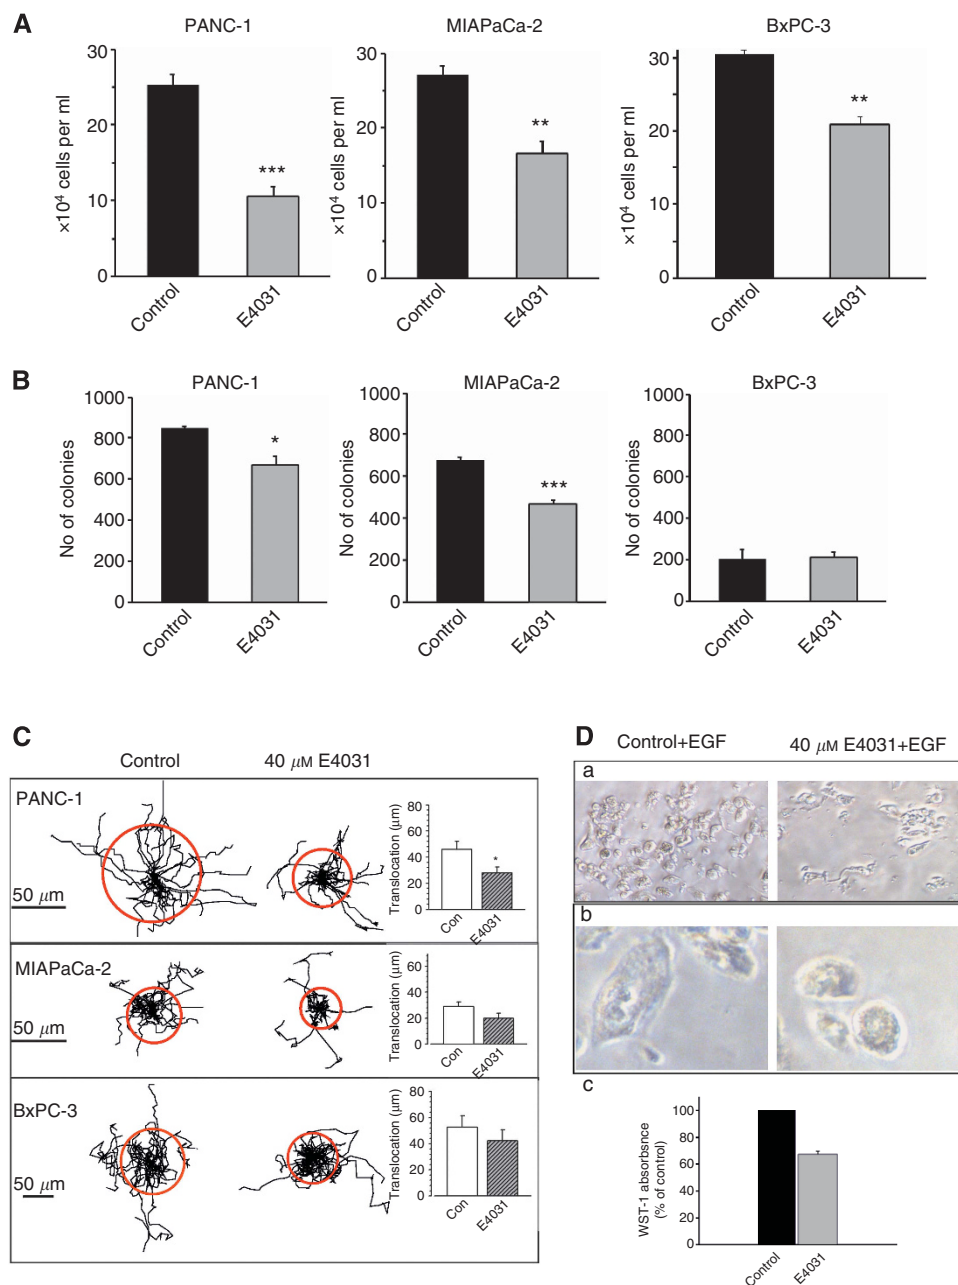 A
PANC-1
MIAPaCa-2
BxPC-3
×10⁴ cells per ml
30
20
10
0
***
Control
E4031
×10⁴ cells per ml
30
20
10
0
**
Control
E4031
×10⁴ cells per ml
30
20
10
0
**
Control
E4031
B
PANC-1
MIAPaCa-2
BxPC-3
No of colonies
1000
800
600
400
200
0
*
Control
E4031
No of colonies
1000
800
600
400
200
0
***
Control
E4031
No of colonies
1000
800
600
400
200
0
Control
E4031
C
Control
40 μM E4031
PANC-1
50 μm
Translocation (μm)
80
60
40
20
0
*
Con
E4031
MIAPaCa-2
50 μm
Translocation (μm)
60
40
20
0
Con
E4031
BxPC-3
50 μm
Translocation (μm)
80
60
40
20
0
Con
E4031
D
Control+EGF
40 μM E4031+EGF
a
b
c
WST-1 absorbsnce
(% of control)
100
80
60
40
20
0
Control
E4031